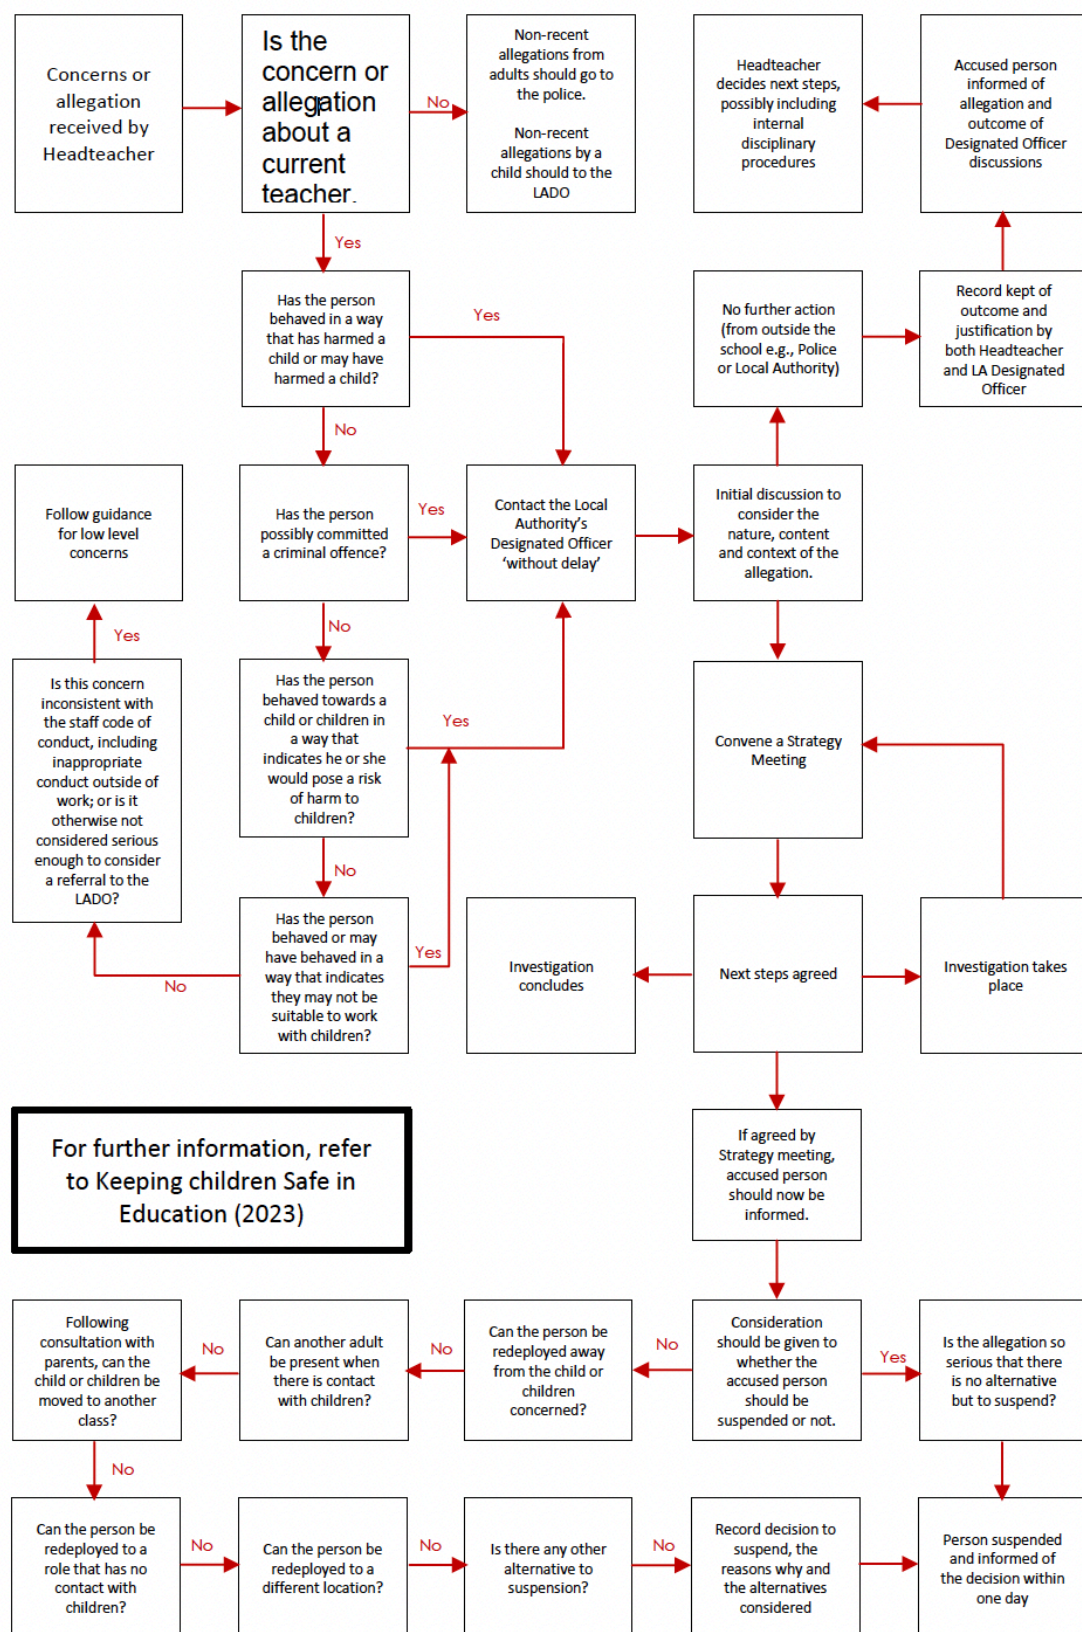 Concerns or
allegation
received by
Headteacher
Is the
concern or
allegation
about a
current
teacher.
No
Non-recent
allegations from
adults should go to
the police.
Non-recent
allegations by a
child should to the
LADO
Headteacher
decides next steps,
possibly including
internal
disciplinary
procedures
Accused person
informed of
allegation and
outcome of
Designated Officer
discussions
Yes
Has the person
behaved in a way
that has harmed a
child or may have
harmed a child?
Yes
No further action
(from outside the
school e.g., Police
or Local Authority)
Record kept of
outcome and
justification by
both Headteacher
and LA Designated
Officer
No
Follow guidance
for low level
concerns
Has the person
possibly committed
a criminal offence?
Yes
Contact the Local
Authority's
Designated Officer
'without delay'
Initial discussion to
consider the
nature, content
and context of the
allegation.
Yes
No
Is this concern
inconsistent with
the staff code of
conduct, including
inappropriate
conduct outside of
work; or is it
otherwise not
considered serious
enough to consider
a referral to the
LADO?
Has the person
behaved towards a
child or children in
a way that
indicates he or she
would pose a risk
of harm to
children?
Yes
Convene a Strategy
Meeting
No
No
Has the person
behaved or may
have behaved in a
way that indicates
they may not be
suitable to work
with children?
Yes
Investigation
concludes
Next steps agreed
Investigation takes
place
For further information, refer
to Keeping children Safe in
Education (2023)
If agreed by
Strategy meeting,
accused person
should now be
informed.
Following
consultation with
parents, can the
child or children be
moved to another
class?
No
Can another adult
be present when
there is contact
with children?
No
Can the person be
redeployed away
from the child or
children
concerned?
No
Consideration
should be given to
whether the
accused person
should be
suspended or not.
Yes
Is the allegation so
serious that there
is no alternative
but to suspend?
No
Can the person be
redeployed to a
role that has no
contact with
children?
No
Can the person be
redeployed to a
different location?
No
Is there any other
alternative to
suspension?
No
Record decision to
suspend, the
reasons why and
the alternatives
considered
Person suspended
and informed of
the decision within
one day